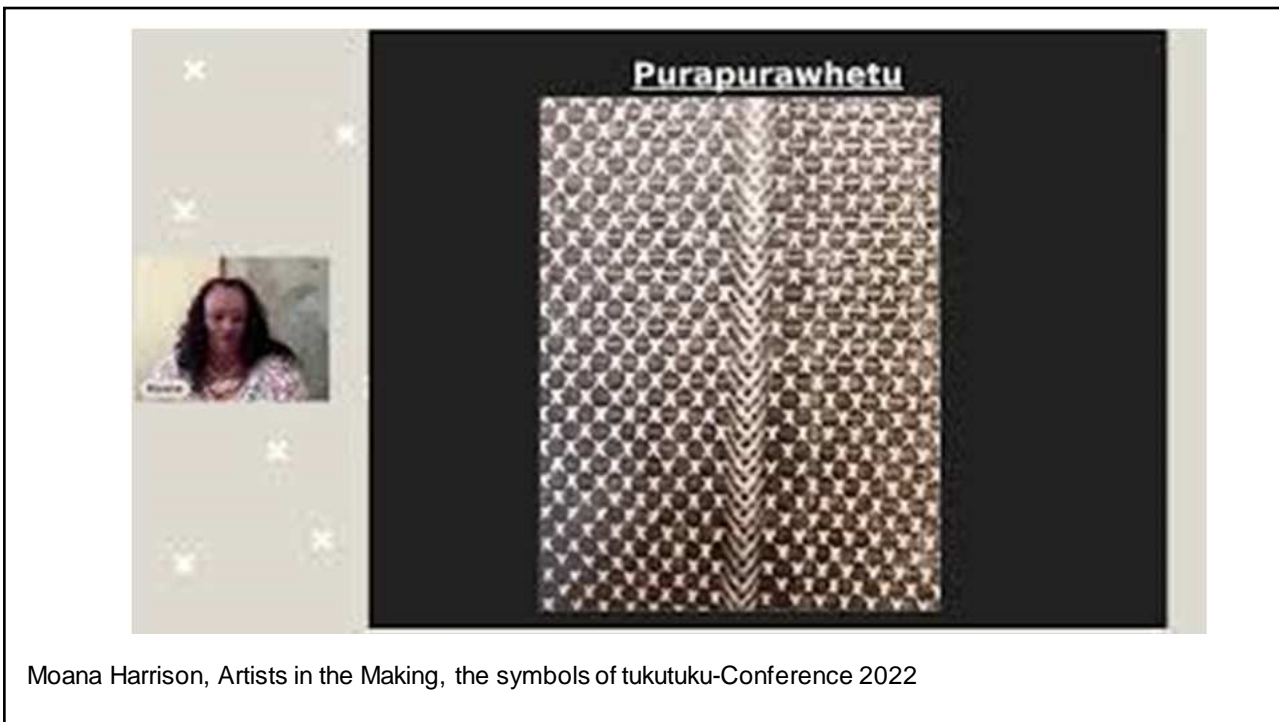 Purapurawhetu
Moana Harrison, Artists in the Making, the symbols of tukutuku-Conference 2022